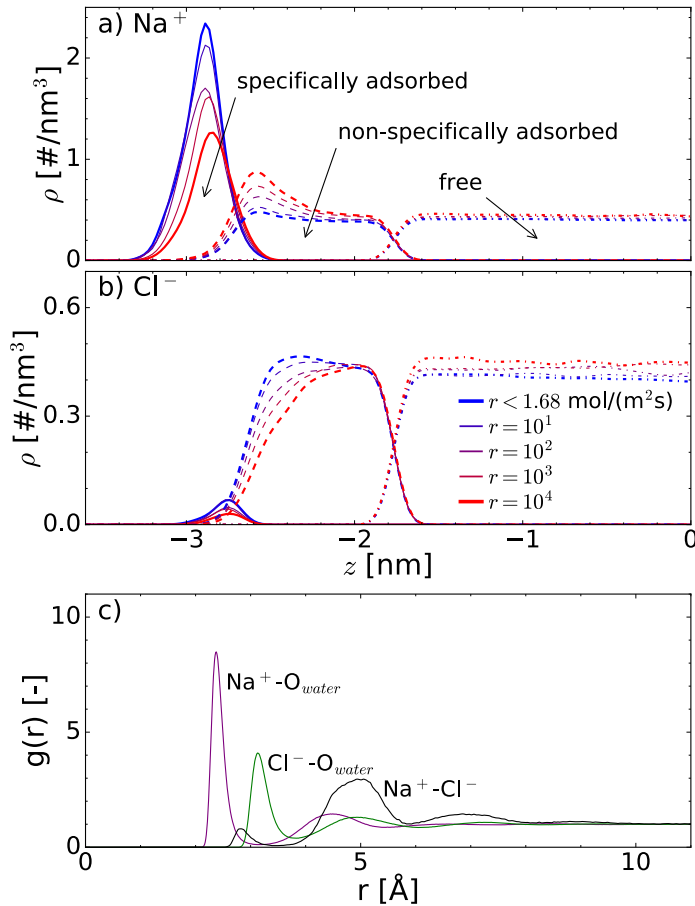 a) Na⁺
specifically adsorbed
non-specifically adsorbed
free
ρ [#/nm³]
2
1
0
b) Cl⁻
ρ [#/nm³]
0.6
0.3
0.0
r < 1.68 mol/(m²s)
r = 10¹
r = 10²
r = 10³
r = 10⁴
−3 −2 −1 0
z [nm]
c)
g(r) [-]
10
5
0
Na⁺-O_water
Cl⁻-O_water
Na⁺-Cl⁻
0 5 10
r [Å]